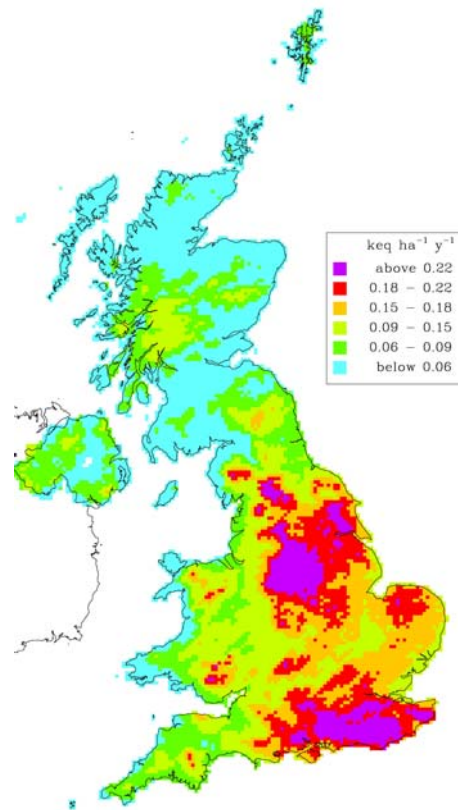 keq ha⁻¹ y⁻¹
above 0.22
0.18 – 0.22
0.15 – 0.18
0.09 – 0.15
0.06 – 0.09
below 0.06